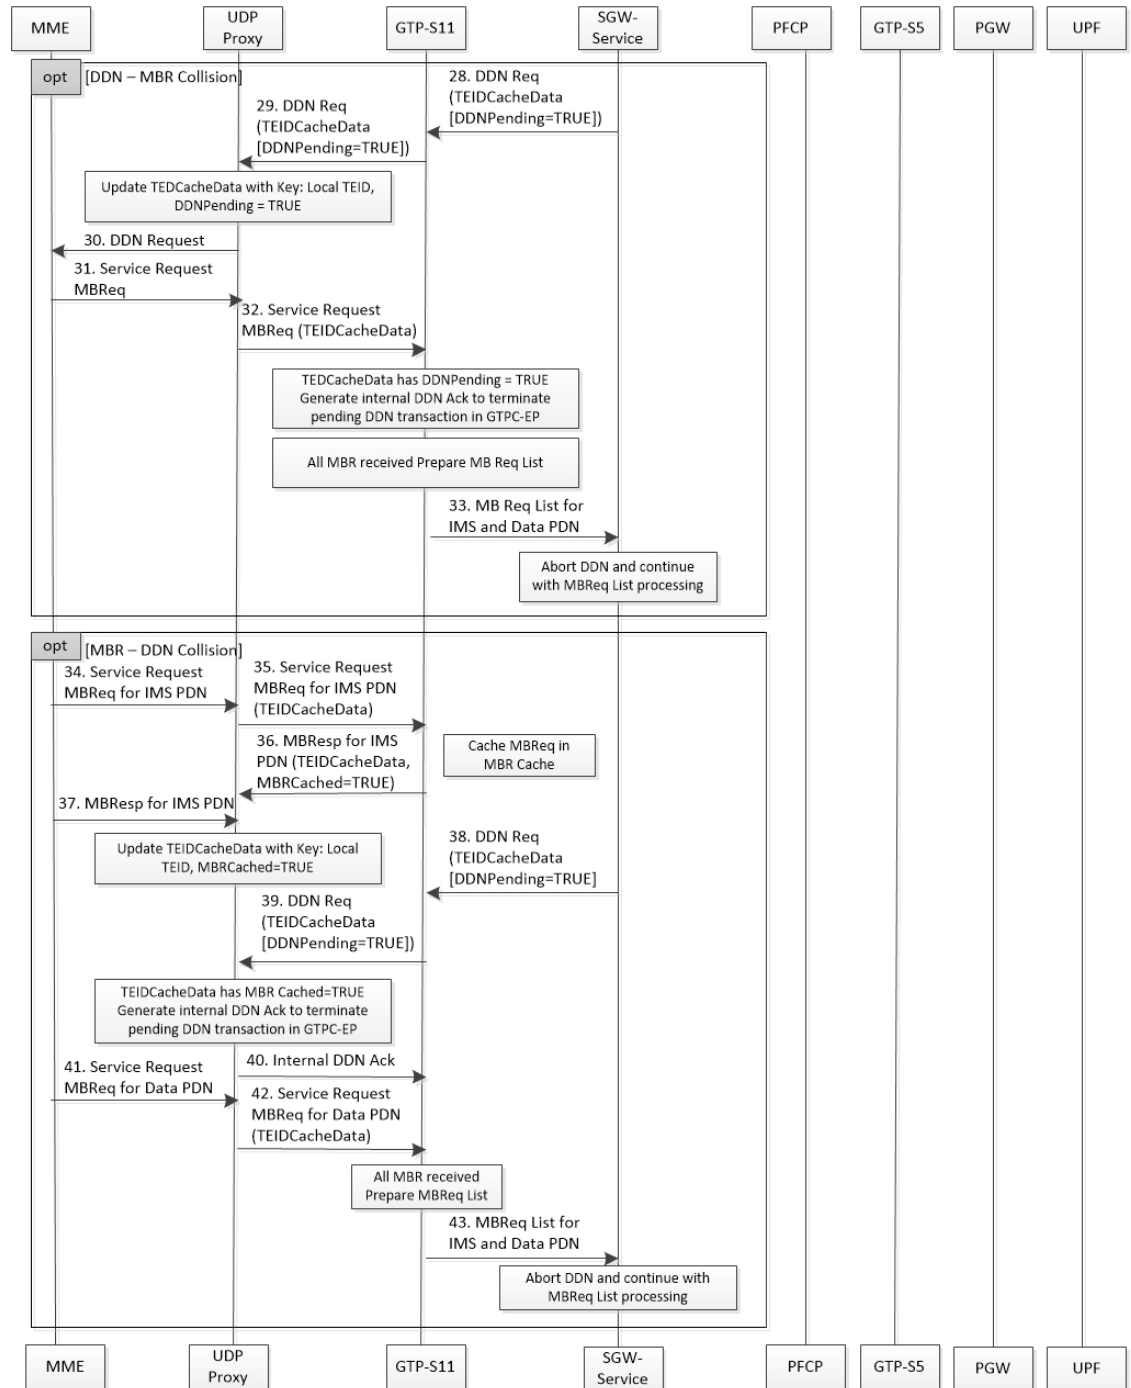 MME
UDP
Proxy
GTP-S11
SGW-
Service
PFCP
GTP-S5
PGW
UPF
opt
[DDN – MBR Collision]
28. DDN Req
(TEIDCacheData
[DDNPending=TRUE])
29. DDN Req
(TEIDCacheData
[DDNPending=TRUE])
Update TEDCacheData with Key: Local TEID,
DDNPending = TRUE
30. DDN Request
31. Service Request
MBReq
32. Service Request
MBReq (TEIDCacheData)
TEDCacheData has DDNPending = TRUE
Generate internal DDN Ack to terminate
pending DDN transaction in GTPC-EP
All MBR received Prepare MB Req List
33. MB Req List for
IMS and Data PDN
Abort DDN and continue
with MBReq List processing
opt
[MBR – DDN Collision]
34. Service Request
MBReq for IMS PDN
35. Service Request
MBReq for IMS PDN
(TEIDCacheData)
36. MBResp for IMS
PDN (TEIDCacheData,
MBRCached=TRUE)
Cache MBReq in
MBR Cache
37. MBResp for IMS PDN
Update TEIDCacheData with Key: Local
TEID, MBRCached=TRUE
38. DDN Req
(TEIDCacheData
[DDNPending=TRUE]
39. DDN Req
(TEIDCacheData
[DDNPending=TRUE])
TEIDCacheData has MBR Cached=TRUE
Generate internal DDN Ack to terminate
pending DDN transaction in GTPC-EP
40. Internal DDN Ack
41. Service Request
MBReq for Data PDN
42. Service Request
MBReq for Data PDN
(TEIDCacheData)
All MBR received
Prepare MBReq List
43. MBReq List for
IMS and Data PDN
Abort DDN and continue with
MBReq List processing
MME
UDP
Proxy
GTP-S11
SGW-
Service
PFCP
GTP-S5
PGW
UPF